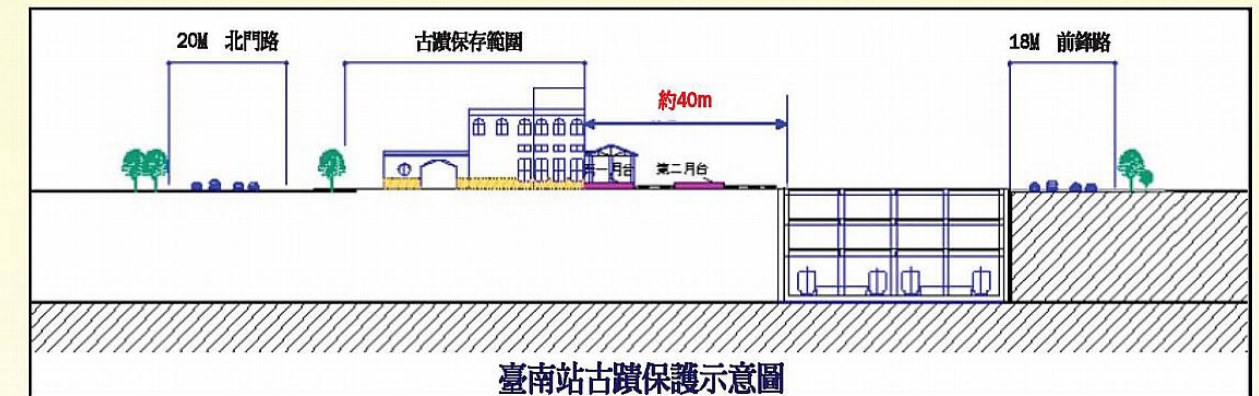 20M 北門路
古蹟保存範圍
18M 前鋒路
約40m
第一月台
第二月台
臺南站古蹟保護示意圖